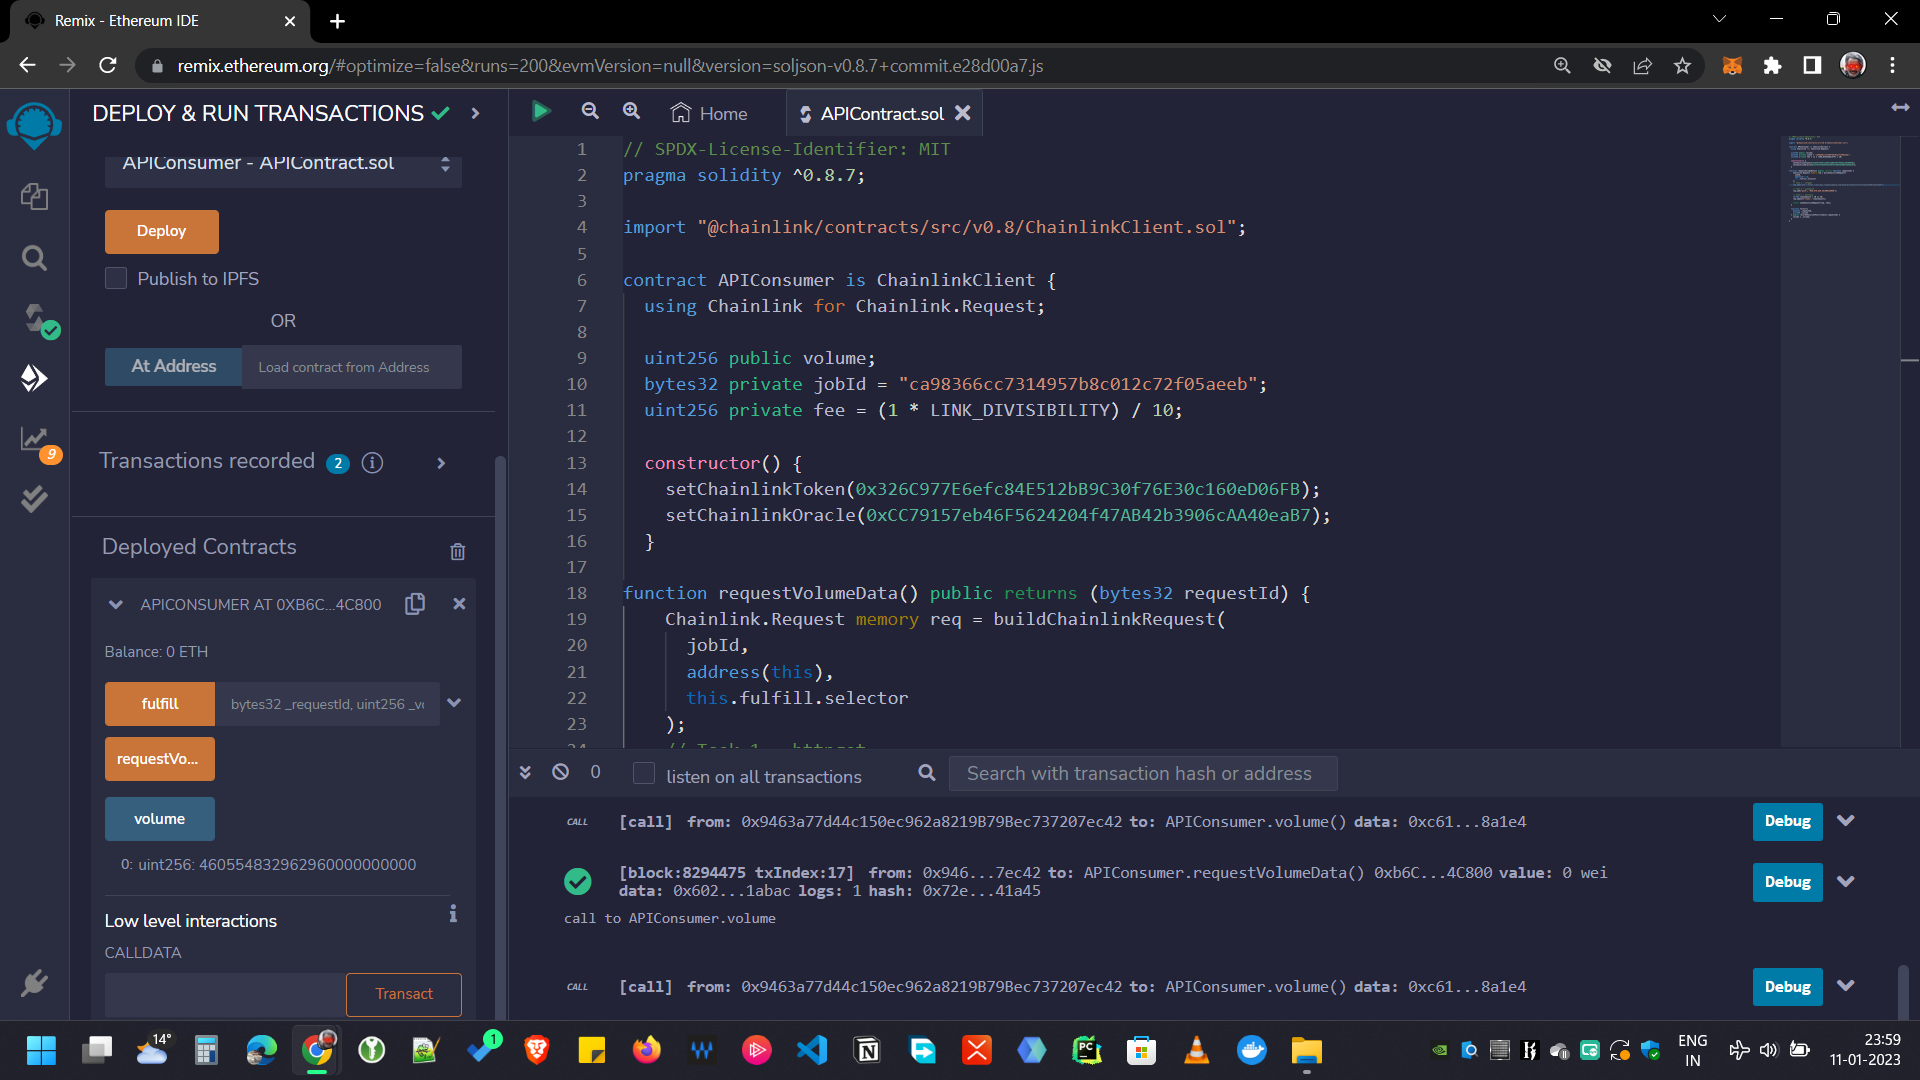 Remix - Ethereum IDE
remix.ethereum.org/#optimize=false&runs=200&evmVersion=null&version=soljson-v0.8.7+commit.e28d00a7.js
DEPLOY & RUN TRANSACTIONS
APIConsumer - APIContract.sol
Deploy
Publish to IPFS
OR
At Address
Load contract from Address
Transactions recorded 2
9
Deployed Contracts
APICONSUMER AT 0XB6C...4C800
Balance: 0 ETH
fulfill
bytes32 _requestId, uint256 _v
requestVo...
volume
0: uint256: 460554832962960000000000
Low level interactions
CALLDATA
Transact
Home
APIContract.sol
1 // SPDX-License-Identifier: MIT
2 pragma solidity ^0.8.7;
3
4 import "@chainlink/contracts/src/v0.8/ChainlinkClient.sol";
5
6 contract APIConsumer is ChainlinkClient {
7 using Chainlink for Chainlink.Request;
8
9 uint256 public volume;
10 bytes32 private jobId = "ca98366cc7314957b8c012c72f05aeeb";
11 uint256 private fee = (1 * LINK_DIVISIBILITY) / 10;
12
13 constructor() {
14 setChainlinkToken(0x326C977E6efc84E512bB9C30f76E30c160eD06FB);
15 setChainlinkOracle(0xCC79157eb46F5624204f47AB42b3906cAA40eaB7);
16 }
17
18 function requestVolumeData() public returns (bytes32 requestId) {
19 Chainlink.Request memory req = buildChainlinkRequest(
20 jobId,
21 address(this),
22 this.fulfill.selector
23 );
0
listen on all transactions
Search with transaction hash or address
CALL [call] from: 0x9463a77d44c150ec962a8219B79Bec737207ec42 to: APIConsumer.volume() data: 0xc61...8a1e4
Debug
[block:8294475 txIndex:17] from: 0x946...7ec42 to: APIConsumer.requestVolumeData() 0xb6C...4C800 value: 0 wei
data: 0x602...1abac logs: 1 hash: 0x72e...41a45
Debug
call to APIConsumer.volume
CALL [call] from: 0x9463a77d44c150ec962a8219B79Bec737207ec42 to: APIConsumer.volume() data: 0xc61...8a1e4
Debug
14°
1
ENG
IN
23:59
11-01-2023